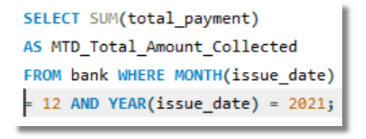 SELECT SUM(total_payment)
AS MTD_Total_Amount_Collected
FROM bank WHERE MONTH(issue_date)
= 12 AND YEAR(issue_date) = 2021;